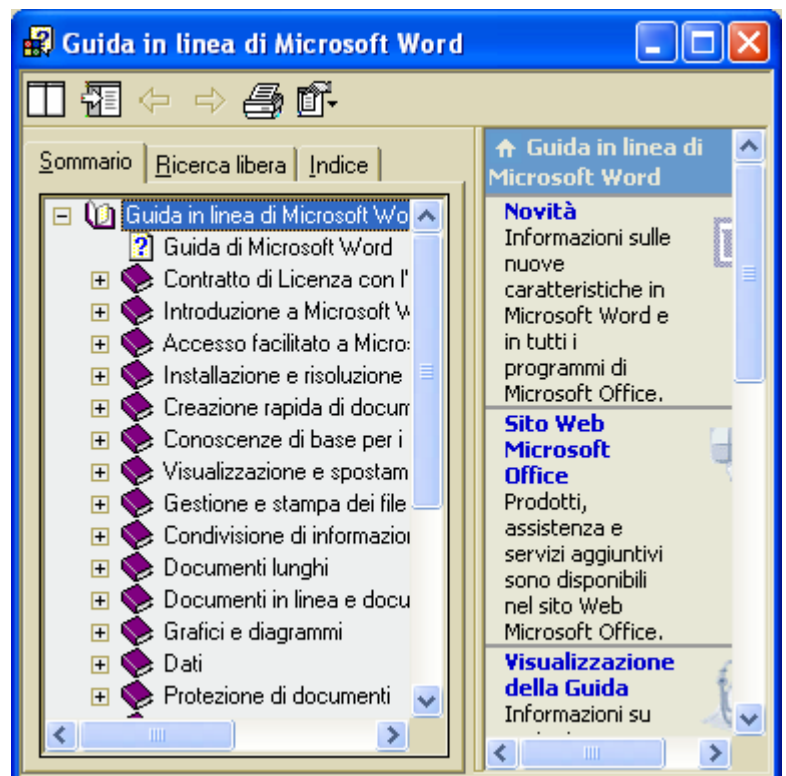 Guida in linea di Microsoft Word
Sommario
Ricerca libera
Indice
Guida in linea di Microsoft Wo
Guida di Microsoft Word
Contratto di Licenza con l'
Introduzione a Microsoft W
Accesso facilitato a Micro
Installazione e risoluzione
Creazione rapida di docum
Conoscenze di base per i
Visualizzazione e spostam
Gestione e stampa dei file
Condivisione di informazio
Documenti lunghi
Documenti in linea e docu
Grafici e diagrammi
Dati
Protezione di documenti
Guida in linea di
Microsoft Word
Novità
Informazioni sulle
nuove
caratteristiche in
Microsoft Word e
in tutti i
programmi di
Microsoft Office.
Sito Web
Microsoft
Office
Prodotti,
assistenza e
servizi aggiuntivi
sono disponibili
nel sito Web
Microsoft Office.
Visualizzazione
della Guida
Informazioni su